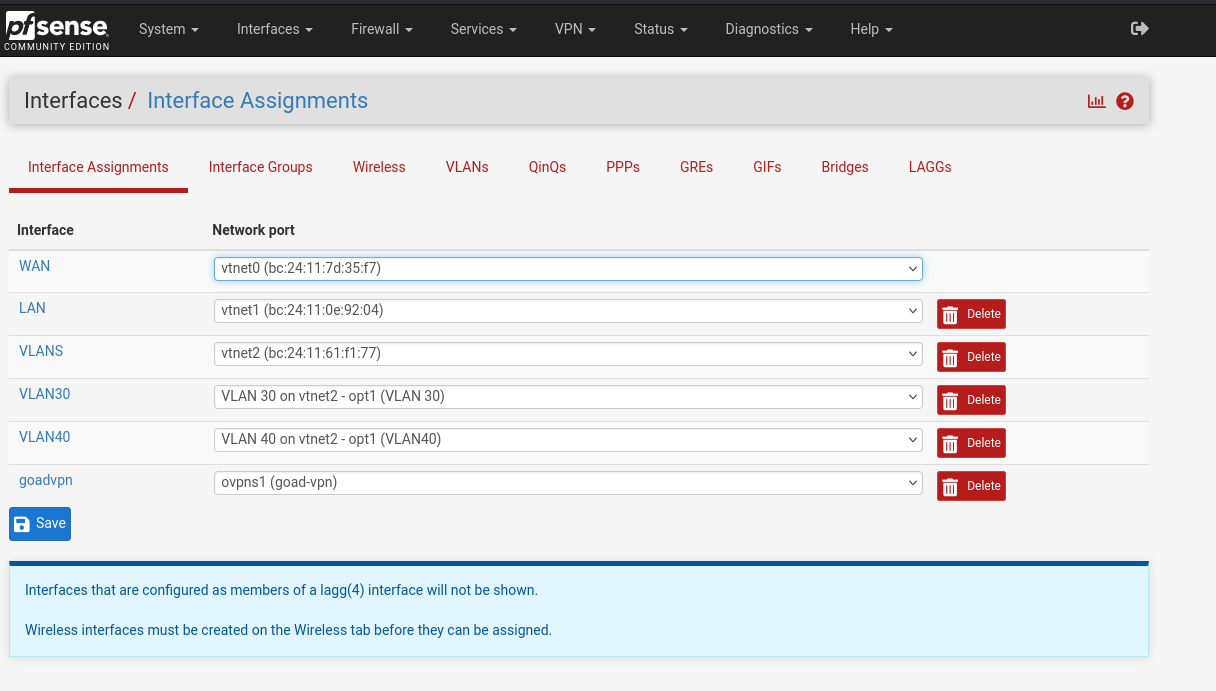 pfsense
COMMUNITY EDITION
System Interfaces Firewall Services VPN Status Diagnostics Help
Interfaces / Interface Assignments
Interface Assignments Interface Groups Wireless VLANs QinQs PPPs GREs GIFs Bridges LAGGs
Interface Network port
WAN vtnet0 (bc:24:11:7d:35:f7)
LAN vtnet1 (bc:24:11:0e:92:04) Delete
VLANS vtnet2 (bc:24:11:61:f1:77) Delete
VLAN30 VLAN 30 on vtnet2 - opt1 (VLAN 30) Delete
VLAN40 VLAN 40 on vtnet2 - opt1 (VLAN40) Delete
goadvpn ovpns1 (goad-vpn) Delete
Save
Interfaces that are configured as members of a lagg(4) interface will not be shown.
Wireless interfaces must be created on the Wireless tab before they can be assigned.